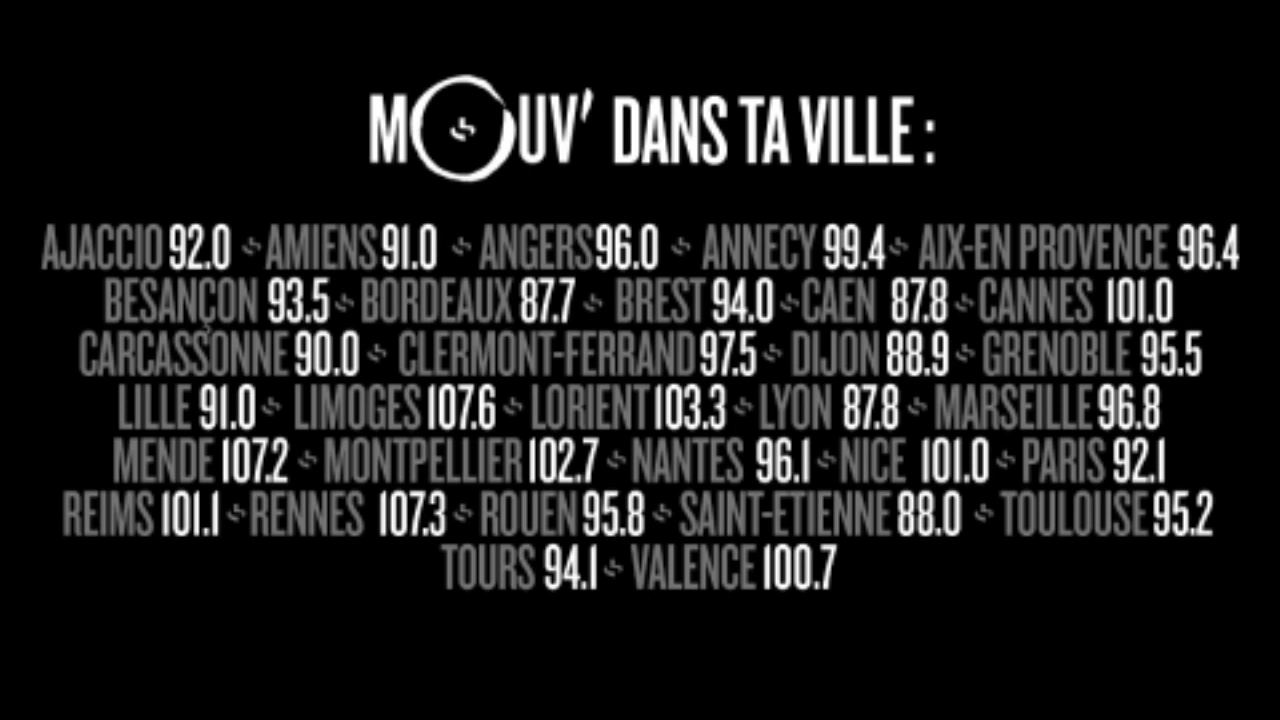 MOUV' DANS TA VILLE :
AJACCIO 92.0 AMIENS 91.0 ANGERS 96.0 ANNECY 99.4 AIX-EN PROVENCE 96.4
BESANÇON 93.5 BORDEAUX 87.7 BREST 94.0 CAEN 87.8 CANNES 101.0
CARCASSONNE 90.0 CLERMONT-FERRAND 97.5 DIJON 88.9 GRENOBLE 95.5
LILLE 91.0 LIMOGES 107.6 LORIENT 103.3 LYON 87.8 MARSEILLE 96.8
MENDE 107.2 MONTPELLIER 102.7 NANTES 96.1 NICE 101.0 PARIS 92.1
REIMS 101.1 RENNES 107.3 ROUEN 95.8 SAINT-ETIENNE 88.0 TOULOUSE 95.2
TOURS 94.1 VALENCE 100.7